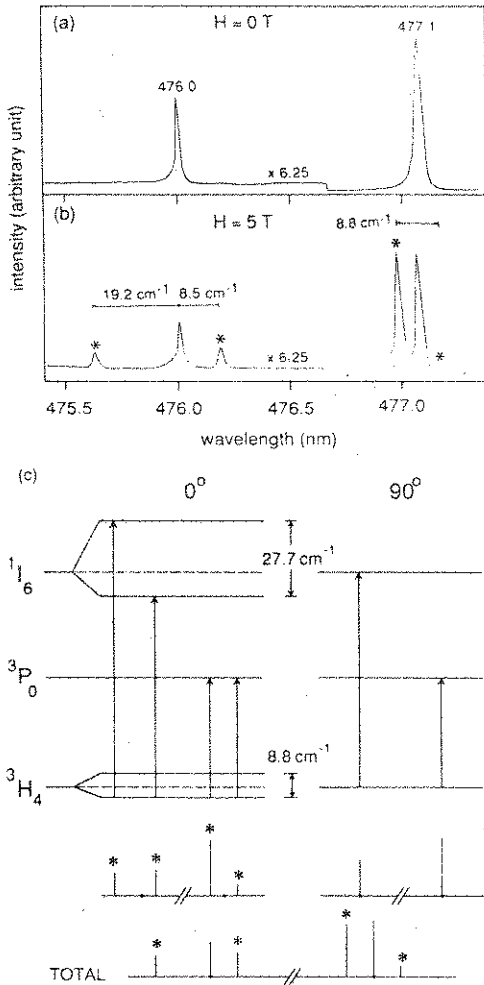 (a)
H = 0 T
477.1
476.0
× 6.25
intensity (arbitrary unit)
(b)
H = 5 T
8.8 cm⁻¹
*
19.2 cm⁻¹ 8.5 cm⁻¹
* * *
× 6.25
475.5 476.0 476.5 477.0
wavelength (nm)
(c)
0° 90°
¹I₆
27.7 cm⁻¹
³P₀
³H₄
8.8 cm⁻¹
* * * *
* * * *
TOTAL